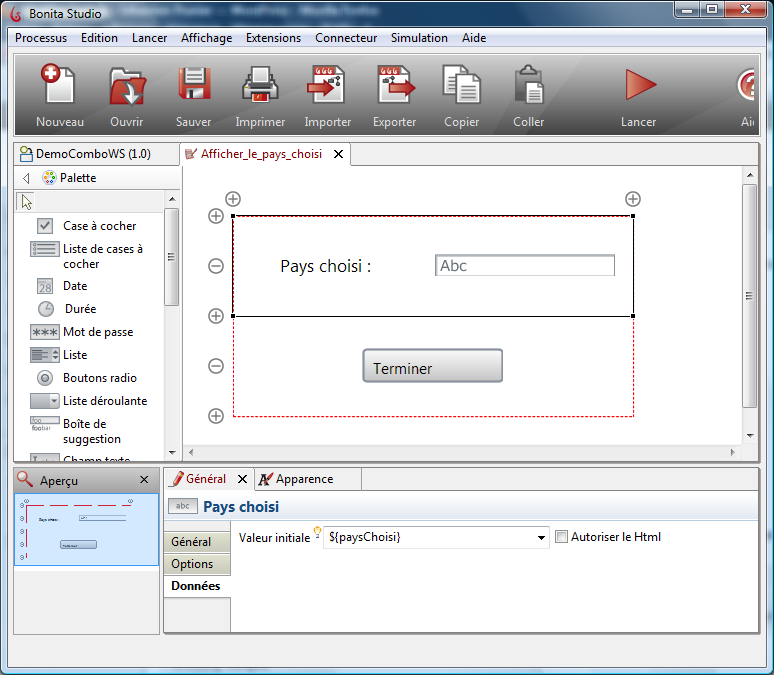 Bonita Studio
Processus Edition Lancer Affichage Extensions Connecteur Simulation Aide
Nouveau Ouvrir Sauver Imprimer Importer Exporter Copier Coller Lancer Ai
DemoComboWS (1.0)
Afficher_le_pays_choisi
Palette
Case à cocher
Liste de cases à
cocher
Date
Durée
Mot de passe
Liste
Boutons radio
Liste déroulante
Boîte de
suggestion
Champ texte
Pays choisi :
Abc
Terminer
Aperçu
Général
Apparence
abc
Pays choisi
Général
Options
Données
Valeur initiale
${paysChoisi}
Autoriser le Html